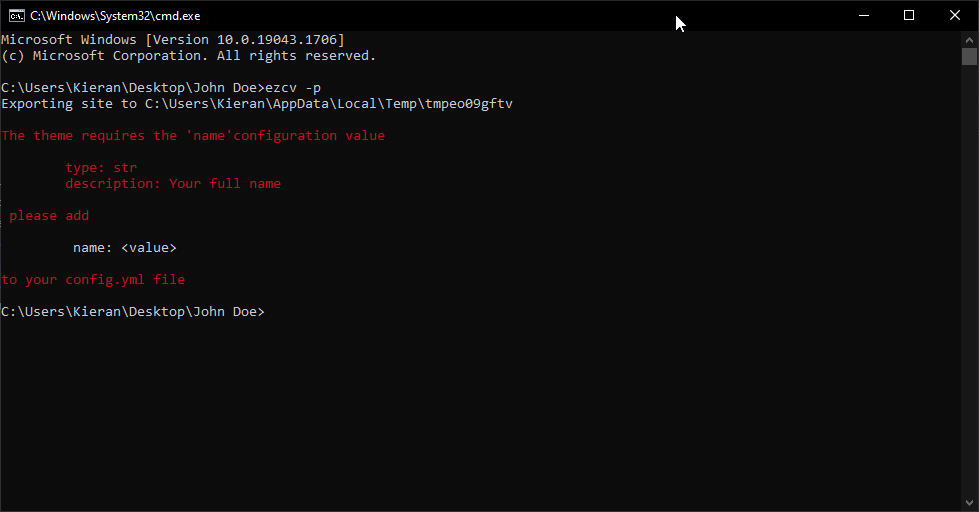 C:\Windows\System32\cmd.exe
Microsoft Windows [Version 10.0.19043.1706]
(c) Microsoft Corporation. All rights reserved.
C:\Users\Kieran\Desktop\John Doe>ezcv -p
Exporting site to C:\Users\Kieran\AppData\Local\Temp\tmpeo09gftv
The theme requires the 'name'configuration value
type: str
description: Your full name
please add
name: <value>
to your config.yml file
C:\Users\Kieran\Desktop\John Doe>